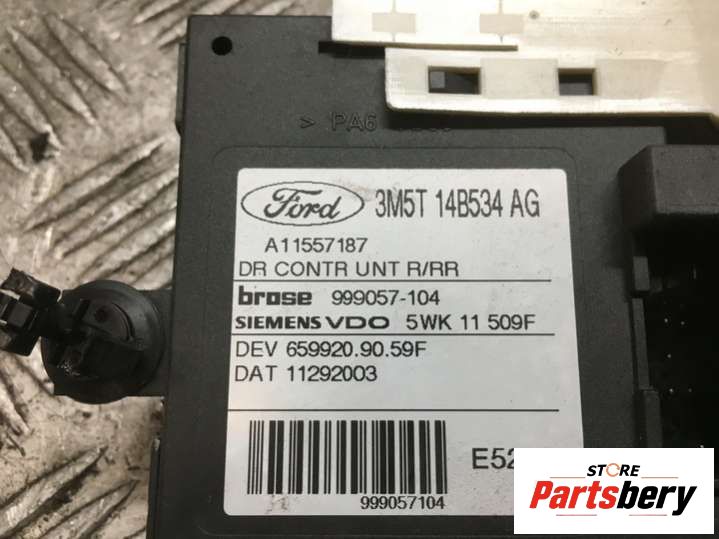 > PA6
Ford 3M5T 14B534 AG
A11557187
DR CONTR UNT R/RR
brose 999057-104
SIEMENS VDO 5WK 11 509F
DEV 659920.90.59F
DAT 11292003
999057104
STORE
Partsbery